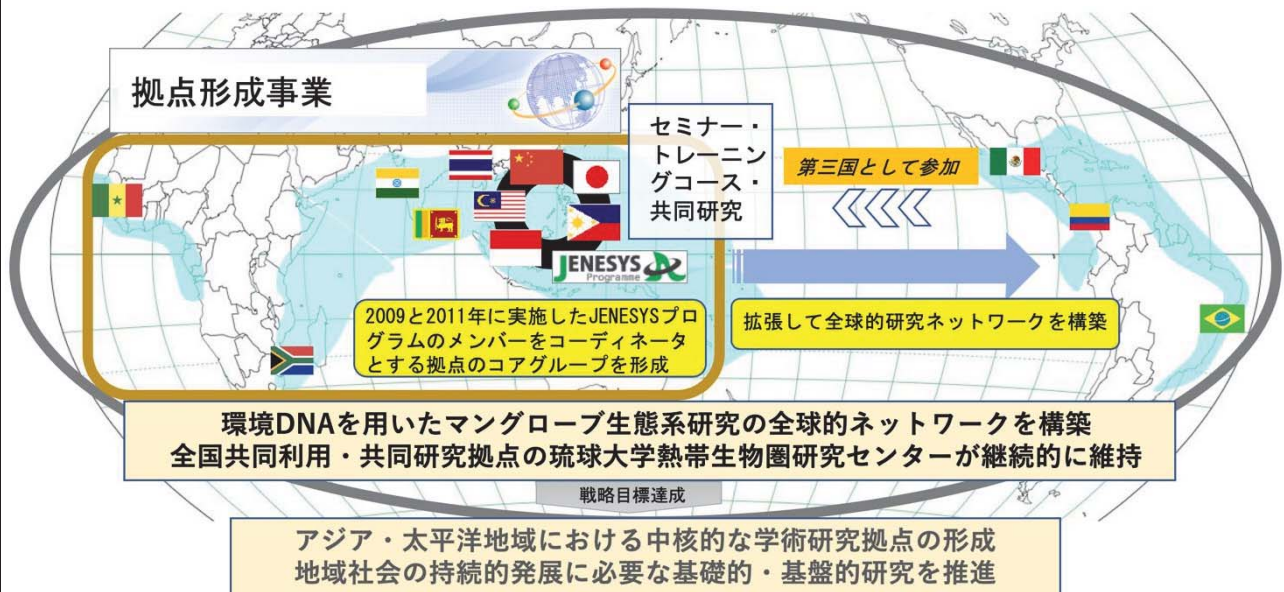 拠点形成事業
セミナー・
トレーニン
グコース・
共同研究
第三国として参加
JENESYS
Programme
2009と2011年に実施したJENESYSプロ
グラムのメンバーをコーディネータ
とする拠点のコアグループを形成
拡張して全球的研究ネットワークを構築
環境DNAを用いたマングローブ生態系研究の全球的ネットワークを構築
全国共同利用・共同研究拠点の琉球大学熱帯生物圏研究センターが継続的に維持
戦略目標達成
アジア・太平洋地域における中核的な学術研究拠点の形成
地域社会の持続的発展に必要な基礎的・基盤的研究を推進